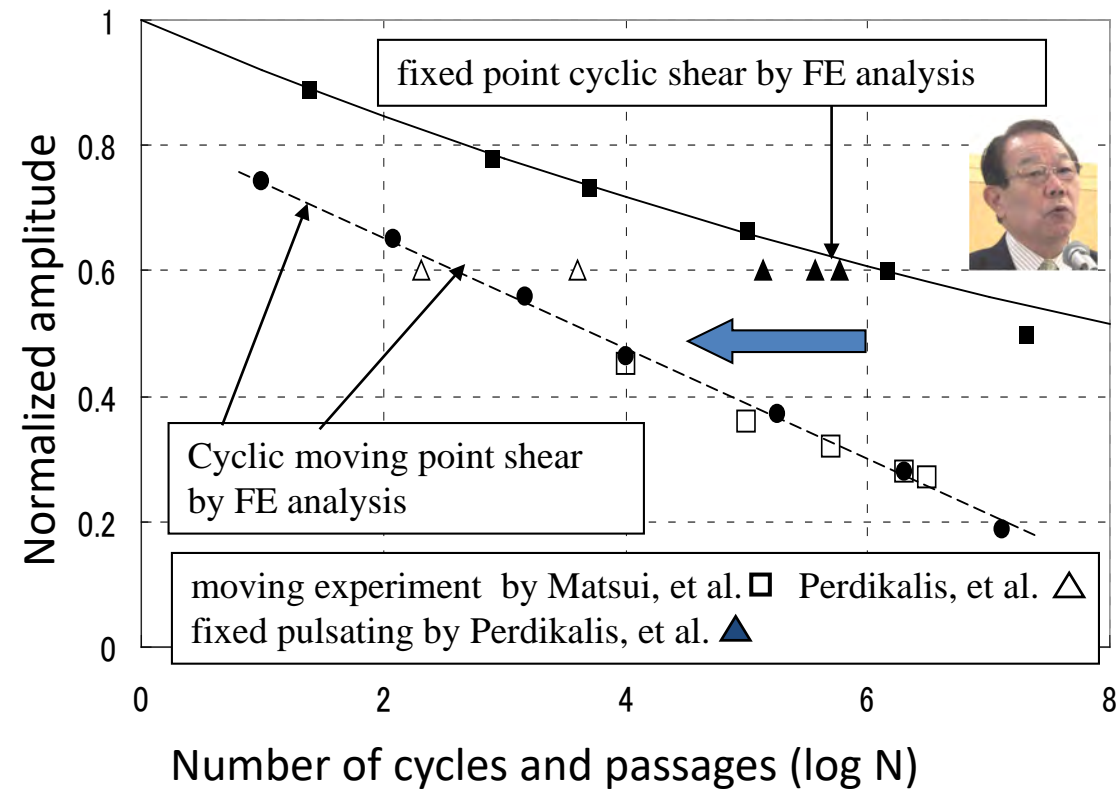 1
0.8
0.6
0.4
0.2
0
Normalized amplitude
fixed point cyclic shear by FE analysis
Cyclic moving point shear
by FE analysis
moving experiment by Matsui, et al. □ Perdikalis, et al. △
fixed pulsating by Perdikalis, et al. ▲
0 2 4 6 8
Number of cycles and passages (log N)